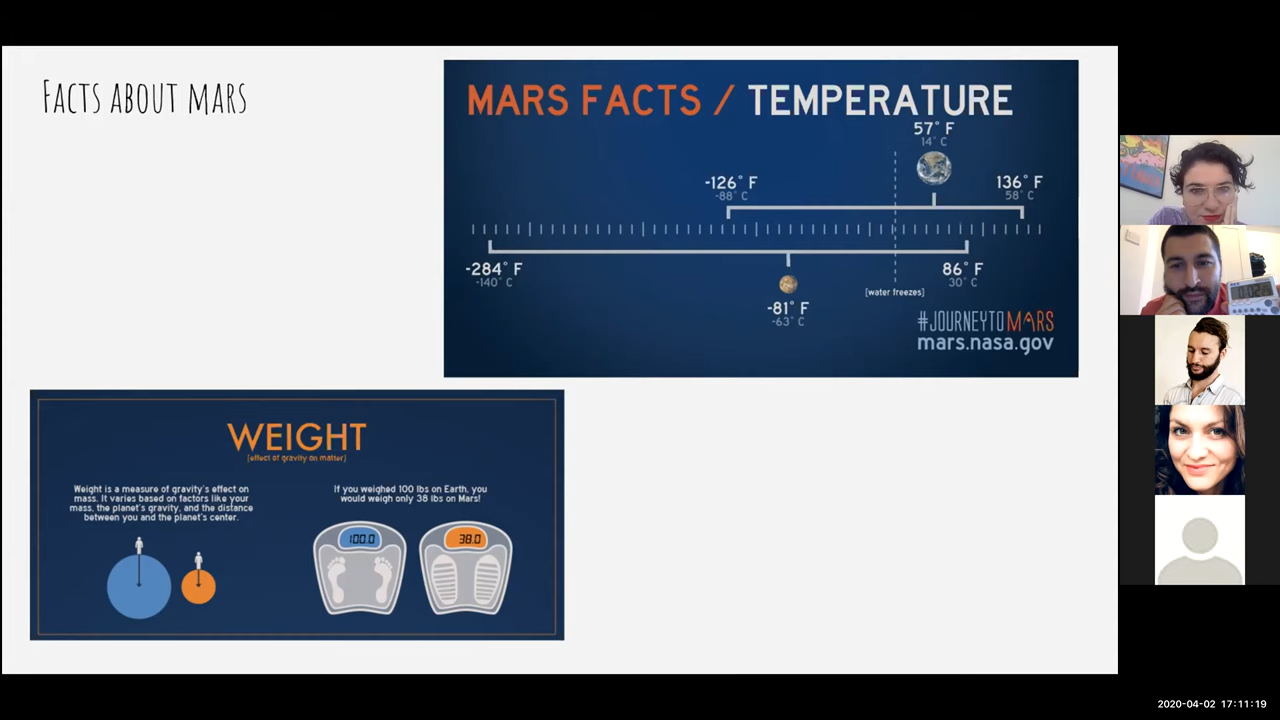 FACTS ABOUT MARS
MARS FACTS / TEMPERATURE
57° F
14° C
-126° F
-88° C
136° F
58° C
-284° F
-140° C
86° F
30° C
[water freezes]
-81° F
-63° C
#JOURNEYTOMARS
mars.nasa.gov
WEIGHT
[effect of gravity on matter]
Weight is a measure of gravity's effect on
mass. It varies based on factors like your
mass, the planet's gravity, and the distance
between you and the planet's center.
If you weighed 100 lbs on Earth, you
would weigh only 38 lbs on Mars!
100.0
38.0
2020-04-02 17:11:19